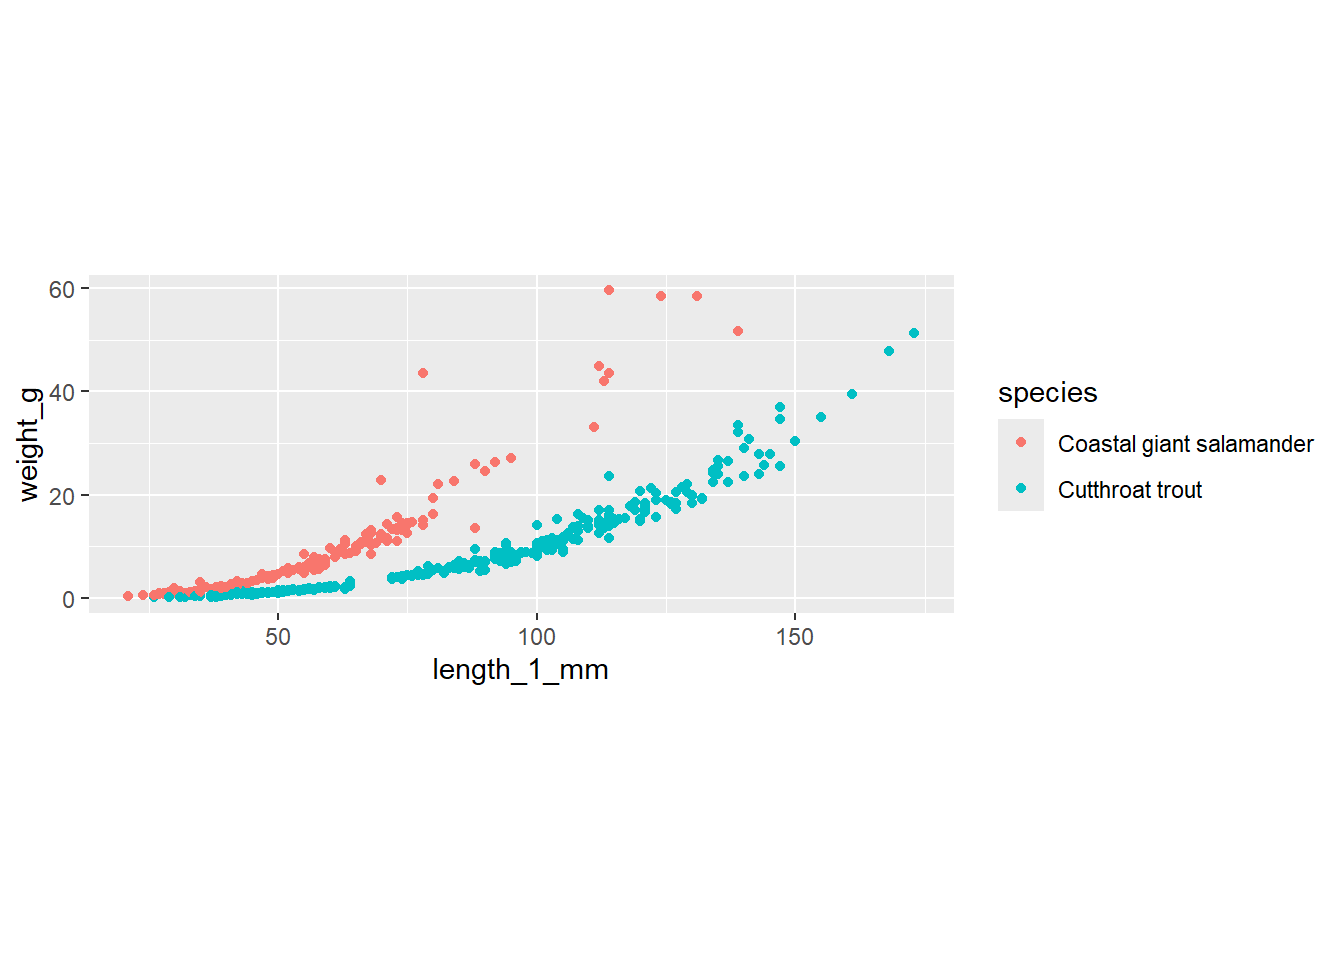 60
40
20
0
weight_g
50 100 150
length_1_mm
species
Coastal giant salamander
Cutthroat trout